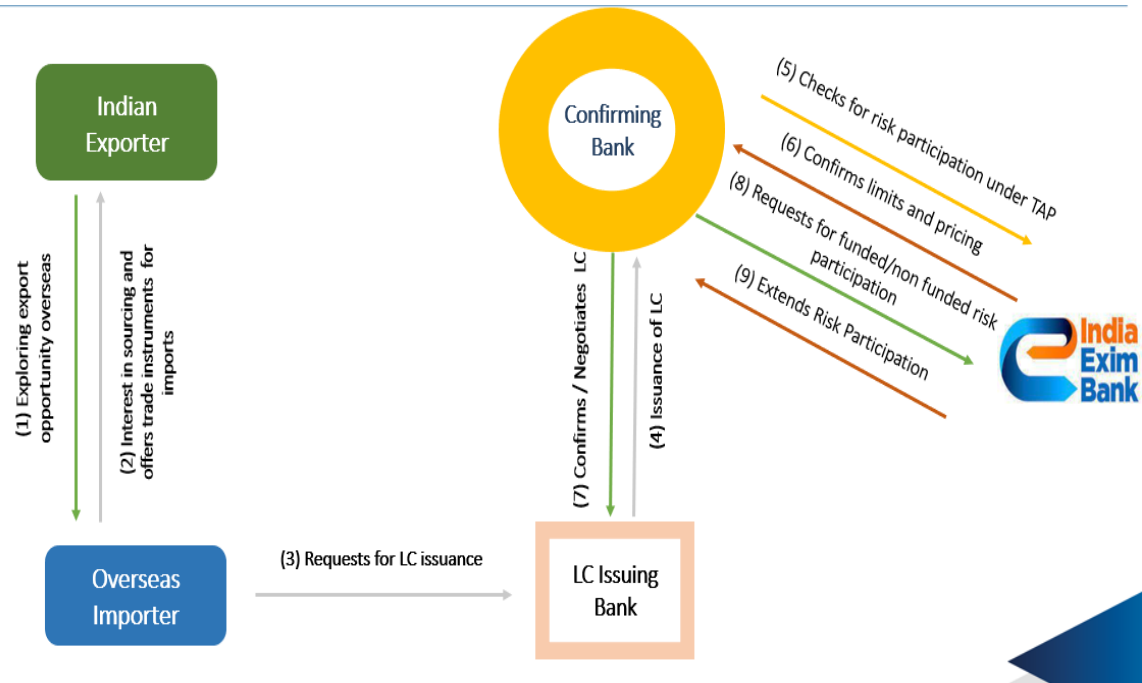 Indian
Exporter
Confirming
Bank
(5) Checks for risk participation under TAP
(6) Confirms limits and pricing
(8) Requests for funded/non funded risk
participation
(9) Extends Risk Participation
India
Exim
Bank
(1) Exploring export
opportunity overseas
(2) Interest in sourcing and
offers trade instruments for
imports
(7) Confirms / Negotiates LC
(4) Issuance of LC
Overseas
Importer
(3) Requests for LC issuance
LC Issuing
Bank